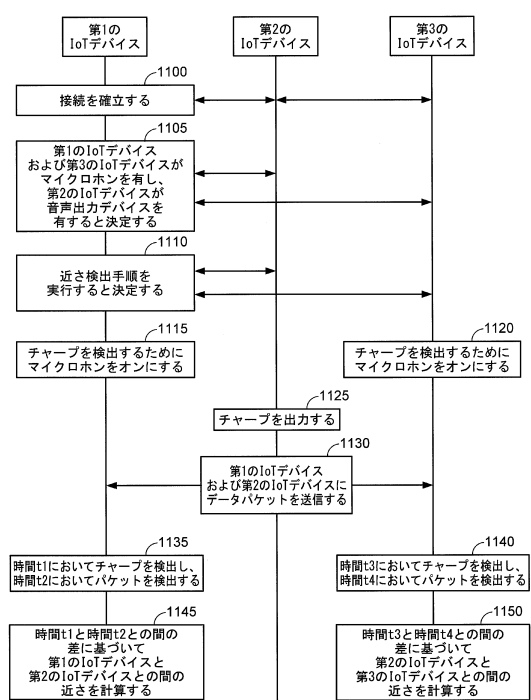 第1の
IoTデバイス
第2の
IoTデバイス
第3の
IoTデバイス
1100
接続を確立する
1105
第1のIoTデバイス
および第3のIoTデバイスが
マイクロホンを有し、
第2のIoTデバイスが
音声出力デバイスを
有すると決定する
1110
近さ検出手順を
実行すると決定する
1115
チャープを検出するために
マイクロホンをオンにする
1120
チャープを検出するために
マイクロホンをオンにする
1125
チャープを出力する
1130
第1のIoTデバイス
および第2のIoTデバイスに
データパケットを送信する
1135
時間t1においてチャープを検出し、
時間t2においてパケットを検出する
1140
時間t3においてチャープを検出し、
時間t4においてパケットを検出する
1145
時間t1と時間t2との間の
差に基づいて
第1のIoTデバイスと
第2のIoTデバイスとの間の
近さを計算する
1150
時間t3と時間t4との間の
差に基づいて
第2のIoTデバイスと
第3のIoTデバイスとの間の
近さを計算する